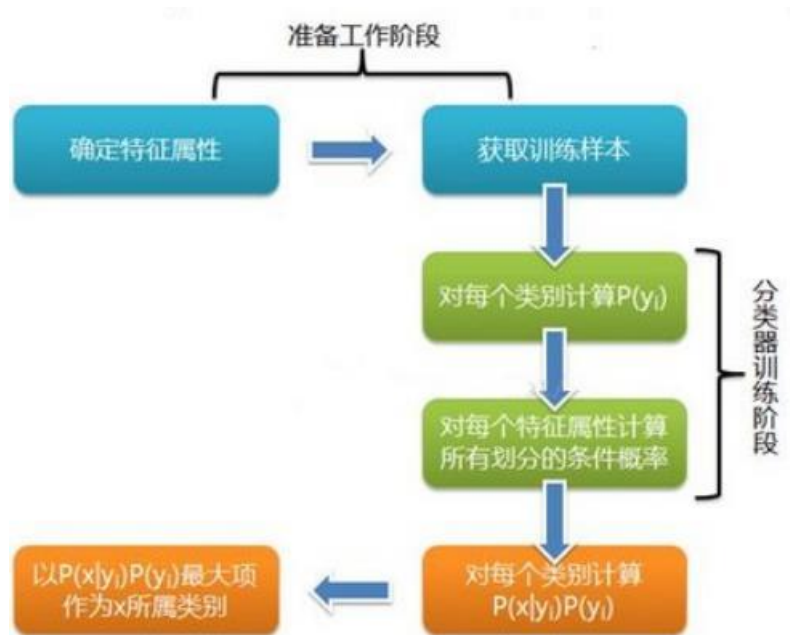 准备工作阶段
确定特征属性
获取训练样本
对每个类别计算P(yᵢ)
分类器训练阶段
对每个特征属性计算
所有划分的条件概率
对每个类别计算
P(x|yᵢ)P(yᵢ)
以P(x|yᵢ)P(yᵢ)最大项
作为x所属类别